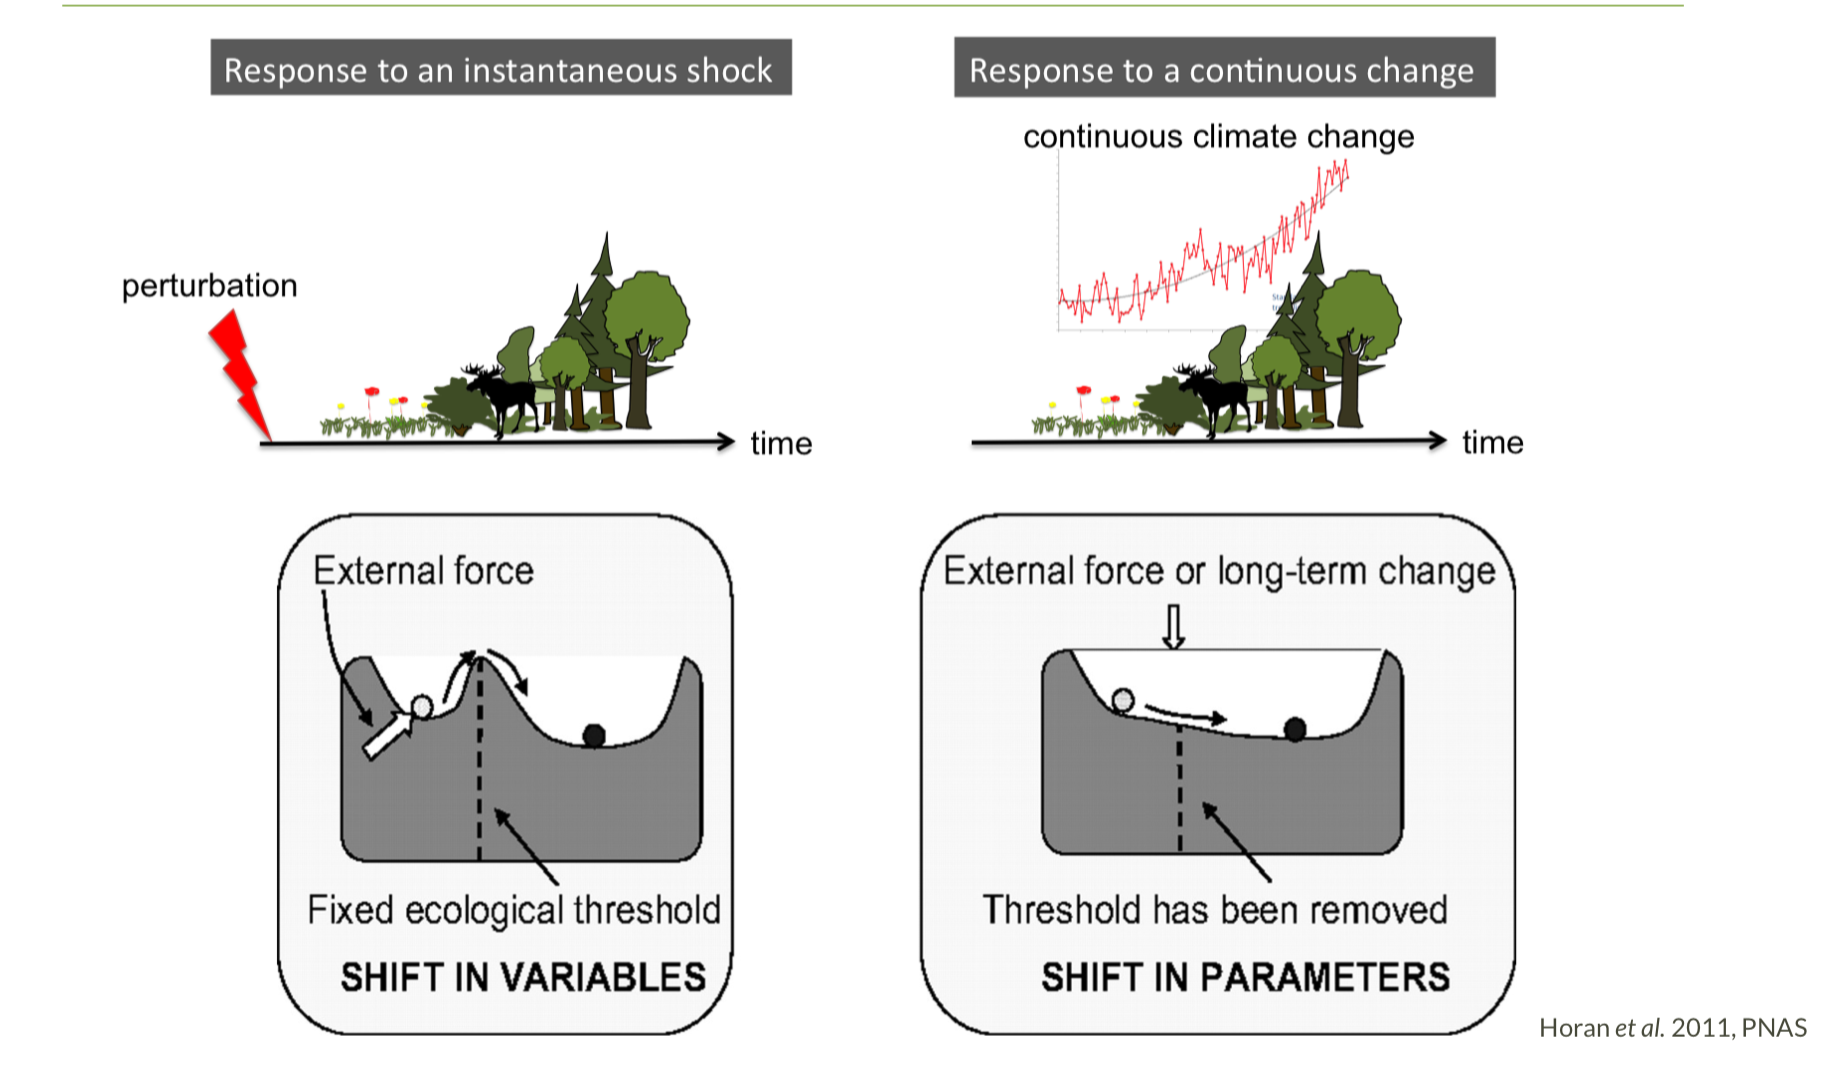 Response to an instantaneous shock
Response to a continuous change
continuous climate change
perturbation
time
time
External force
Fixed ecological threshold
SHIFT IN VARIABLES
External force or long-term change
Threshold has been removed
SHIFT IN PARAMETERS
Horan et al. 2011, PNAS